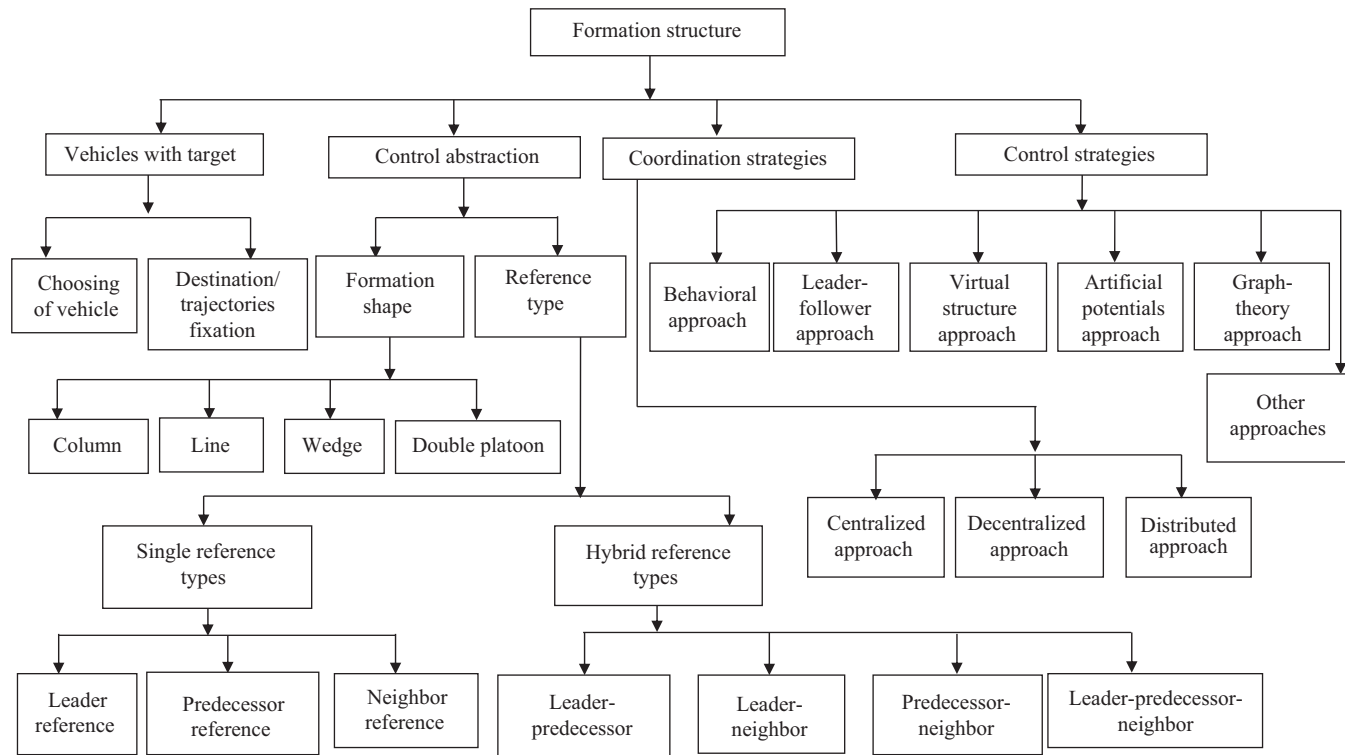 Formation structure
Vehicles with target
Control abstraction
Coordination strategies
Control strategies
Choosing
of vehicle
Destination/
trajectories
fixation
Formation
shape
Reference
type
Behavioral
approach
Leader-
follower
approach
Virtual
structure
approach
Artificial
potentials
approach
Graph-
theory
approach
Other
approaches
Column
Line
Wedge
Double platoon
Centralized
approach
Decentralized
approach
Distributed
approach
Single reference
types
Hybrid reference
types
Leader
reference
Predecessor
reference
Neighbor
reference
Leader-
predecessor
Leader-
neighbor
Predecessor-
neighbor
Leader-predecessor-
neighbor